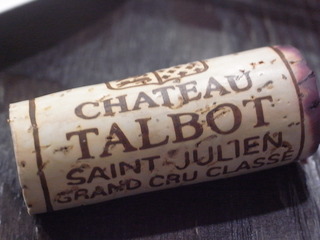 CHATEAU
TALBOT
SAINT-JULIEN
GRAND CRU CLASSÉ